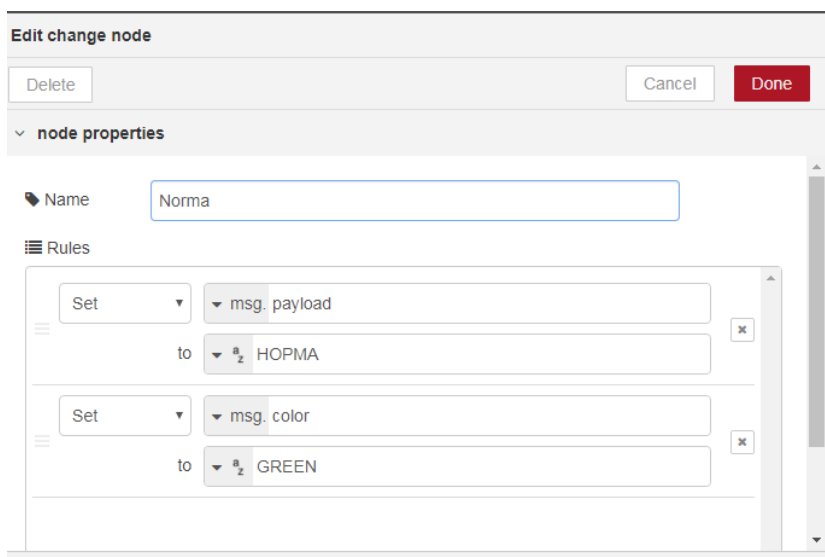 Edit change node
Delete Cancel Done
node properties
Name Norma
Rules
Set msg. payload
to a z НОРМА
Set msg. color
to a z GREEN